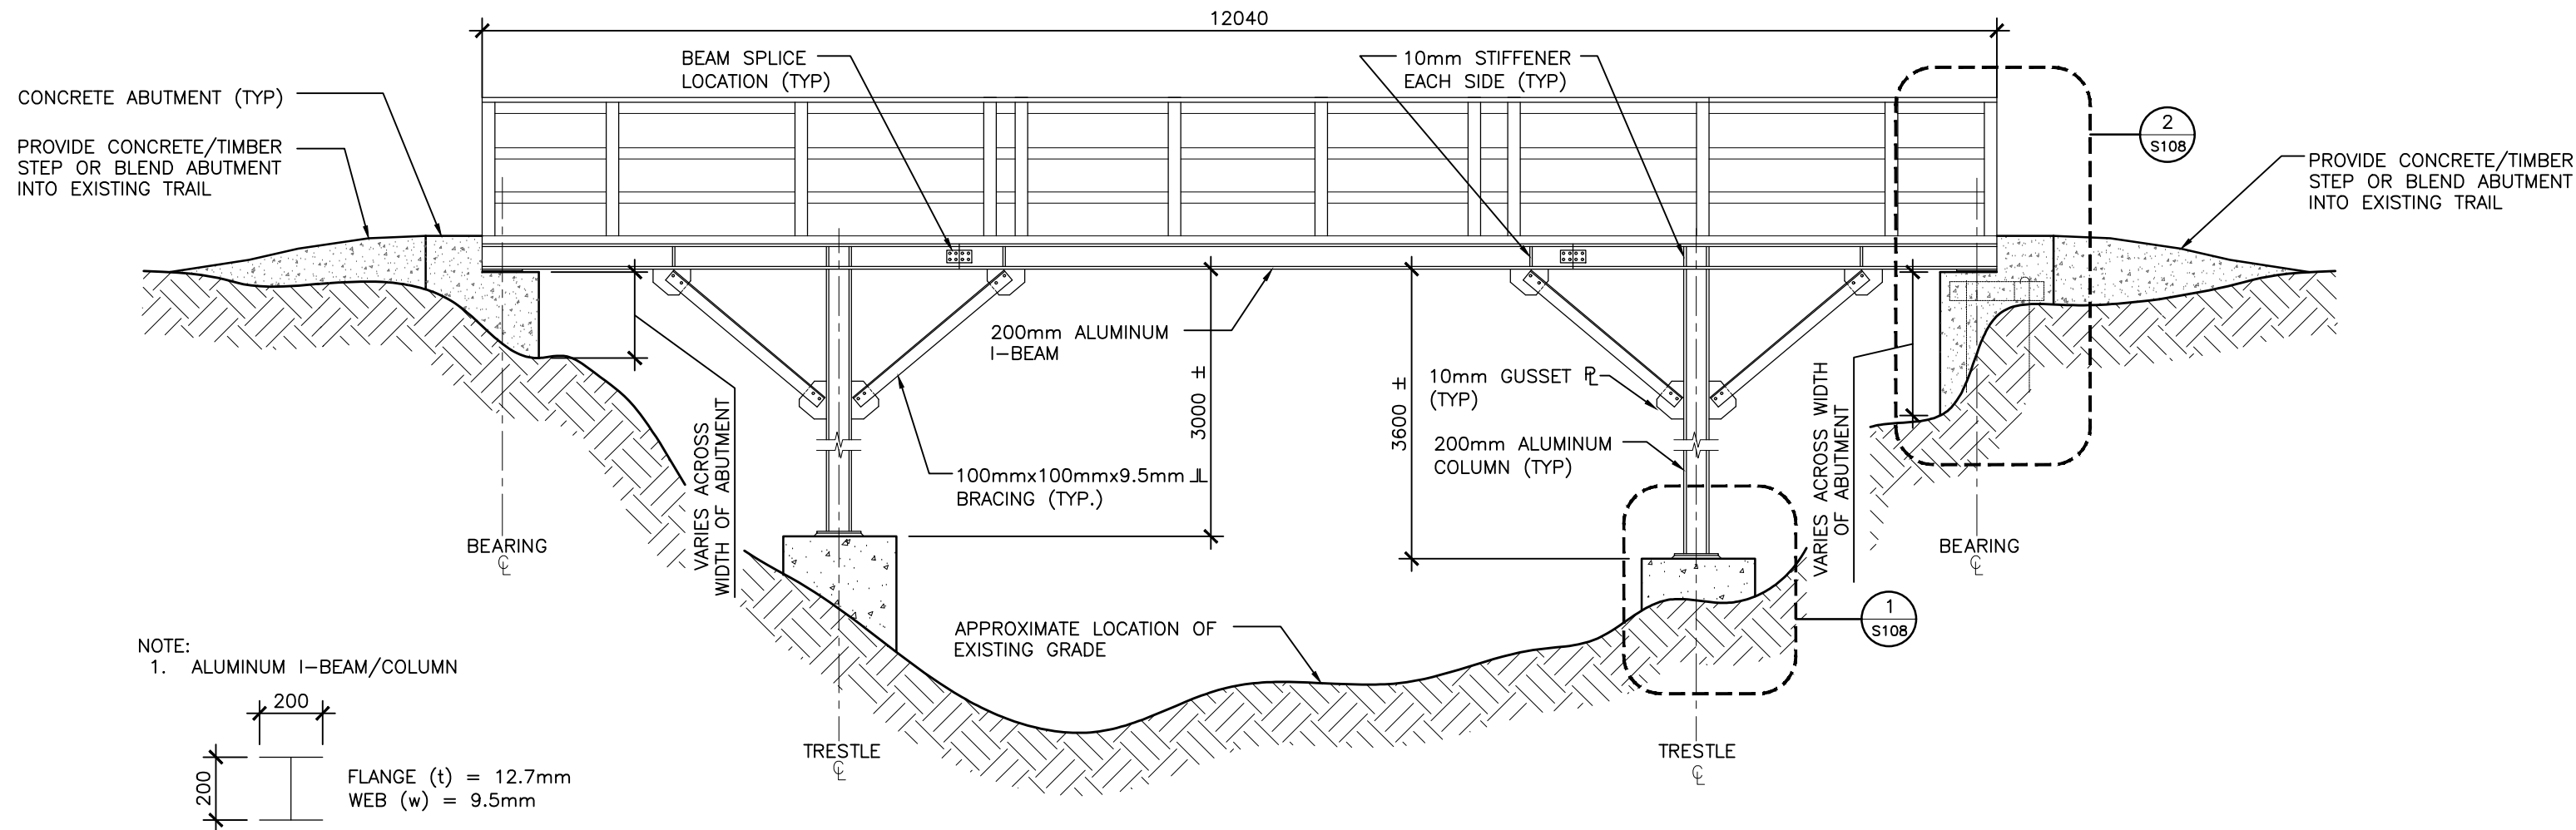 12040
BEAM SPLICE
LOCATION (TYP)
10mm STIFFENER
EACH SIDE (TYP)
CONCRETE ABUTMENT (TYP)
PROVIDE CONCRETE/TIMBER
STEP OR BLEND ABUTMENT
INTO EXISTING TRAIL
2
S108
PROVIDE CONCRETE/TIMBER
STEP OR BLEND ABUTMENT
INTO EXISTING TRAIL
200mm ALUMINUM
I-BEAM
3000 ±
3600 ±
10mm GUSSET ℄
(TYP)
200mm ALUMINUM
COLUMN (TYP)
100mmx100mmx9.5mm
BRACING (TYP.)
VARIES ACROSS
WIDTH OF ABUTMENT
VARIES ACROSS WIDTH
OF ABUTMENT
BEARING
℄
BEARING
℄
APPROXIMATE LOCATION OF
EXISTING GRADE
1
S108
TRESTLE
℄
TRESTLE
℄
NOTE:
1. ALUMINUM I-BEAM/COLUMN
200
200
FLANGE (t) = 12.7mm
WEB (w) = 9.5mm